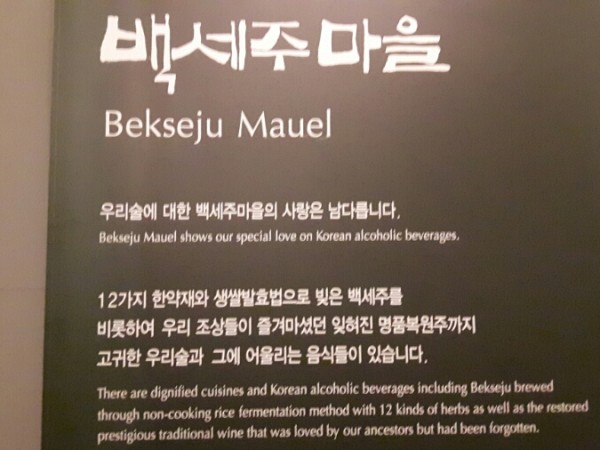 백세주마을
Bekseju Mauel
우리술에 대한 백세주마을의 사랑은 남다릅니다.
Bekseju Mauel shows our special love on Korean alcoholic beverages.
12가지 한약재와 생쌀발효법으로 빚은 백세주를
비롯하여 우리 조상들이 즐겨마셨던 잊혀진 명품복원주까지
고귀한 우리술과 그에 어울리는 음식들이 있습니다.
There are dignified cuisines and Korean alcoholic beverages including Bekseju brewed
through non-cooking rice fermentation method with 12 kinds of herbs as well as the restored
prestigious traditional wine that was loved by our ancestors but had been forgotten.